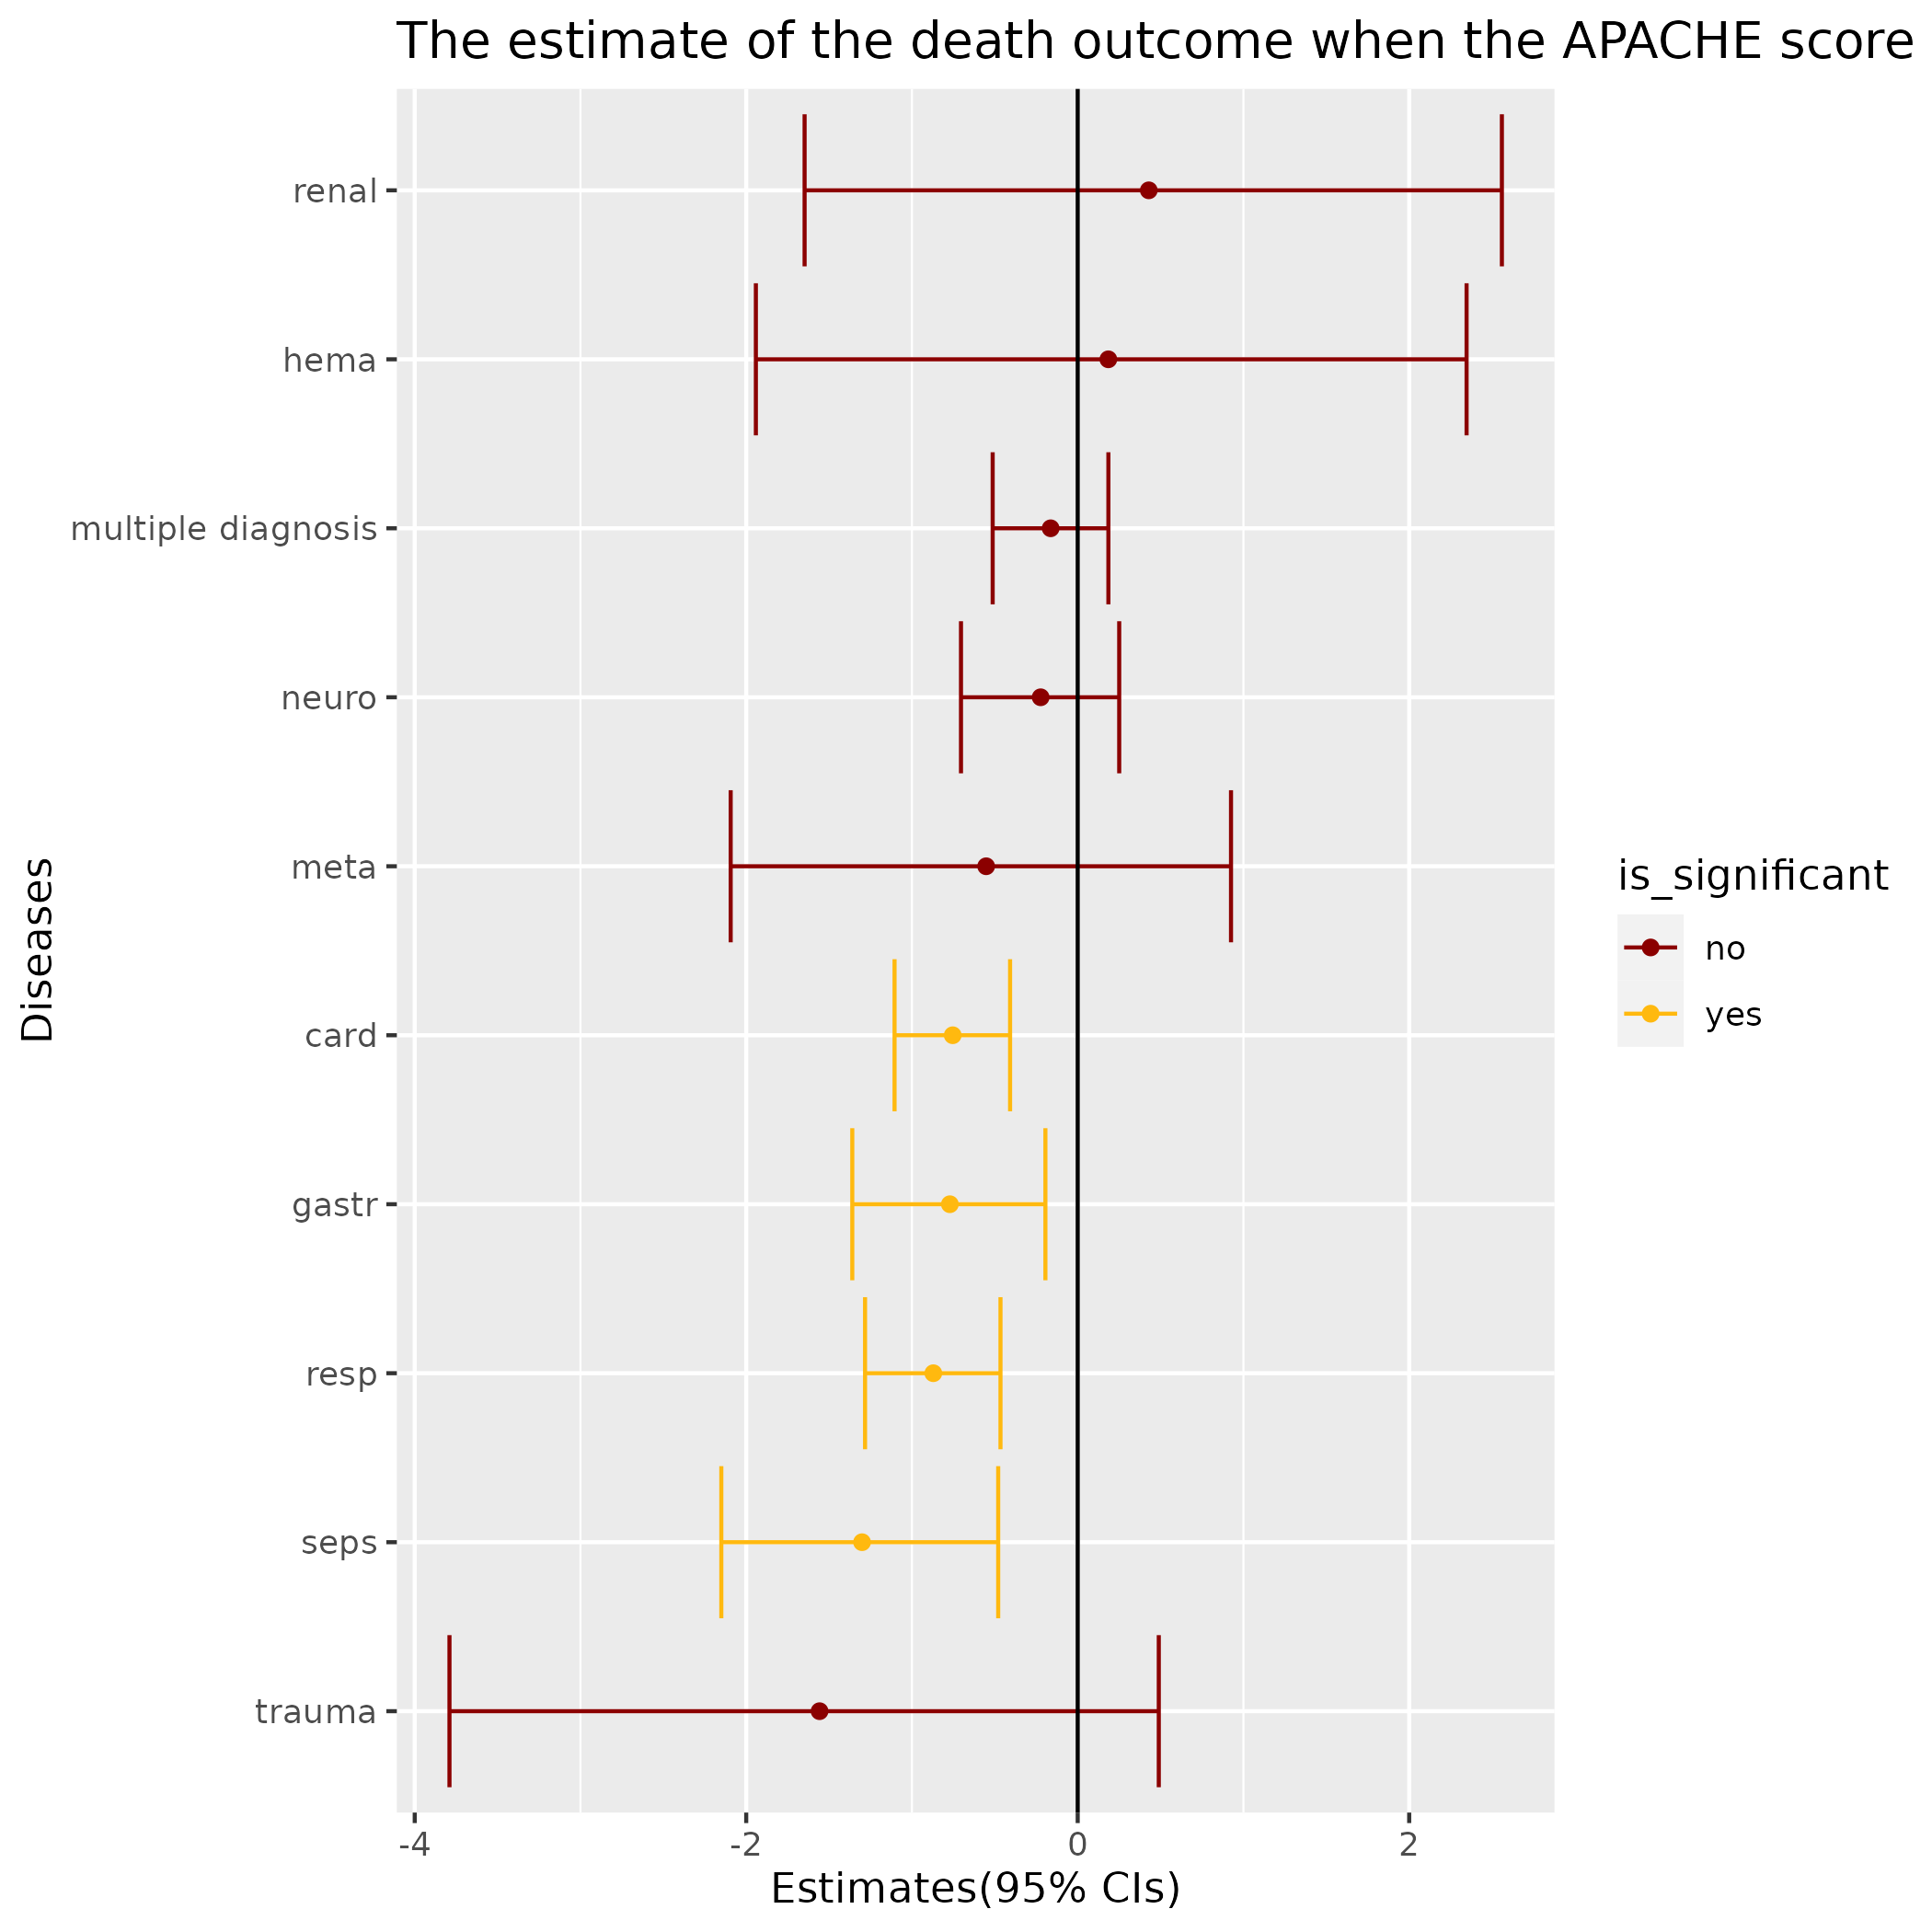 The estimate of the death outcome when the APACHE score
renal
hema
multiple diagnosis
neuro
meta
card
gastr
resp
seps
trauma
Diseases
-4 -2 0 2
Estimates(95% CIs)
is_significant
no
yes